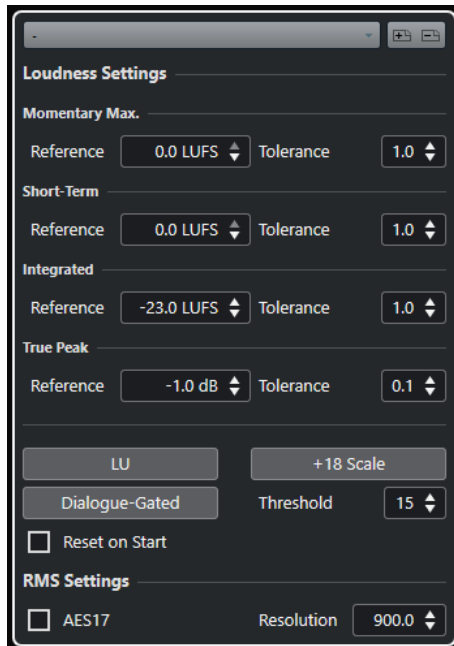 -
Loudness Settings
Momentary Max.
Reference 0.0 LUFS Tolerance 1.0
Short-Term
Reference 0.0 LUFS Tolerance 1.0
Integrated
Reference -23.0 LUFS Tolerance 1.0
True Peak
Reference -1.0 dB Tolerance 0.1
LU +18 Scale
Dialogue-Gated Threshold 15
Reset on Start
RMS Settings
AES17 Resolution 900.0